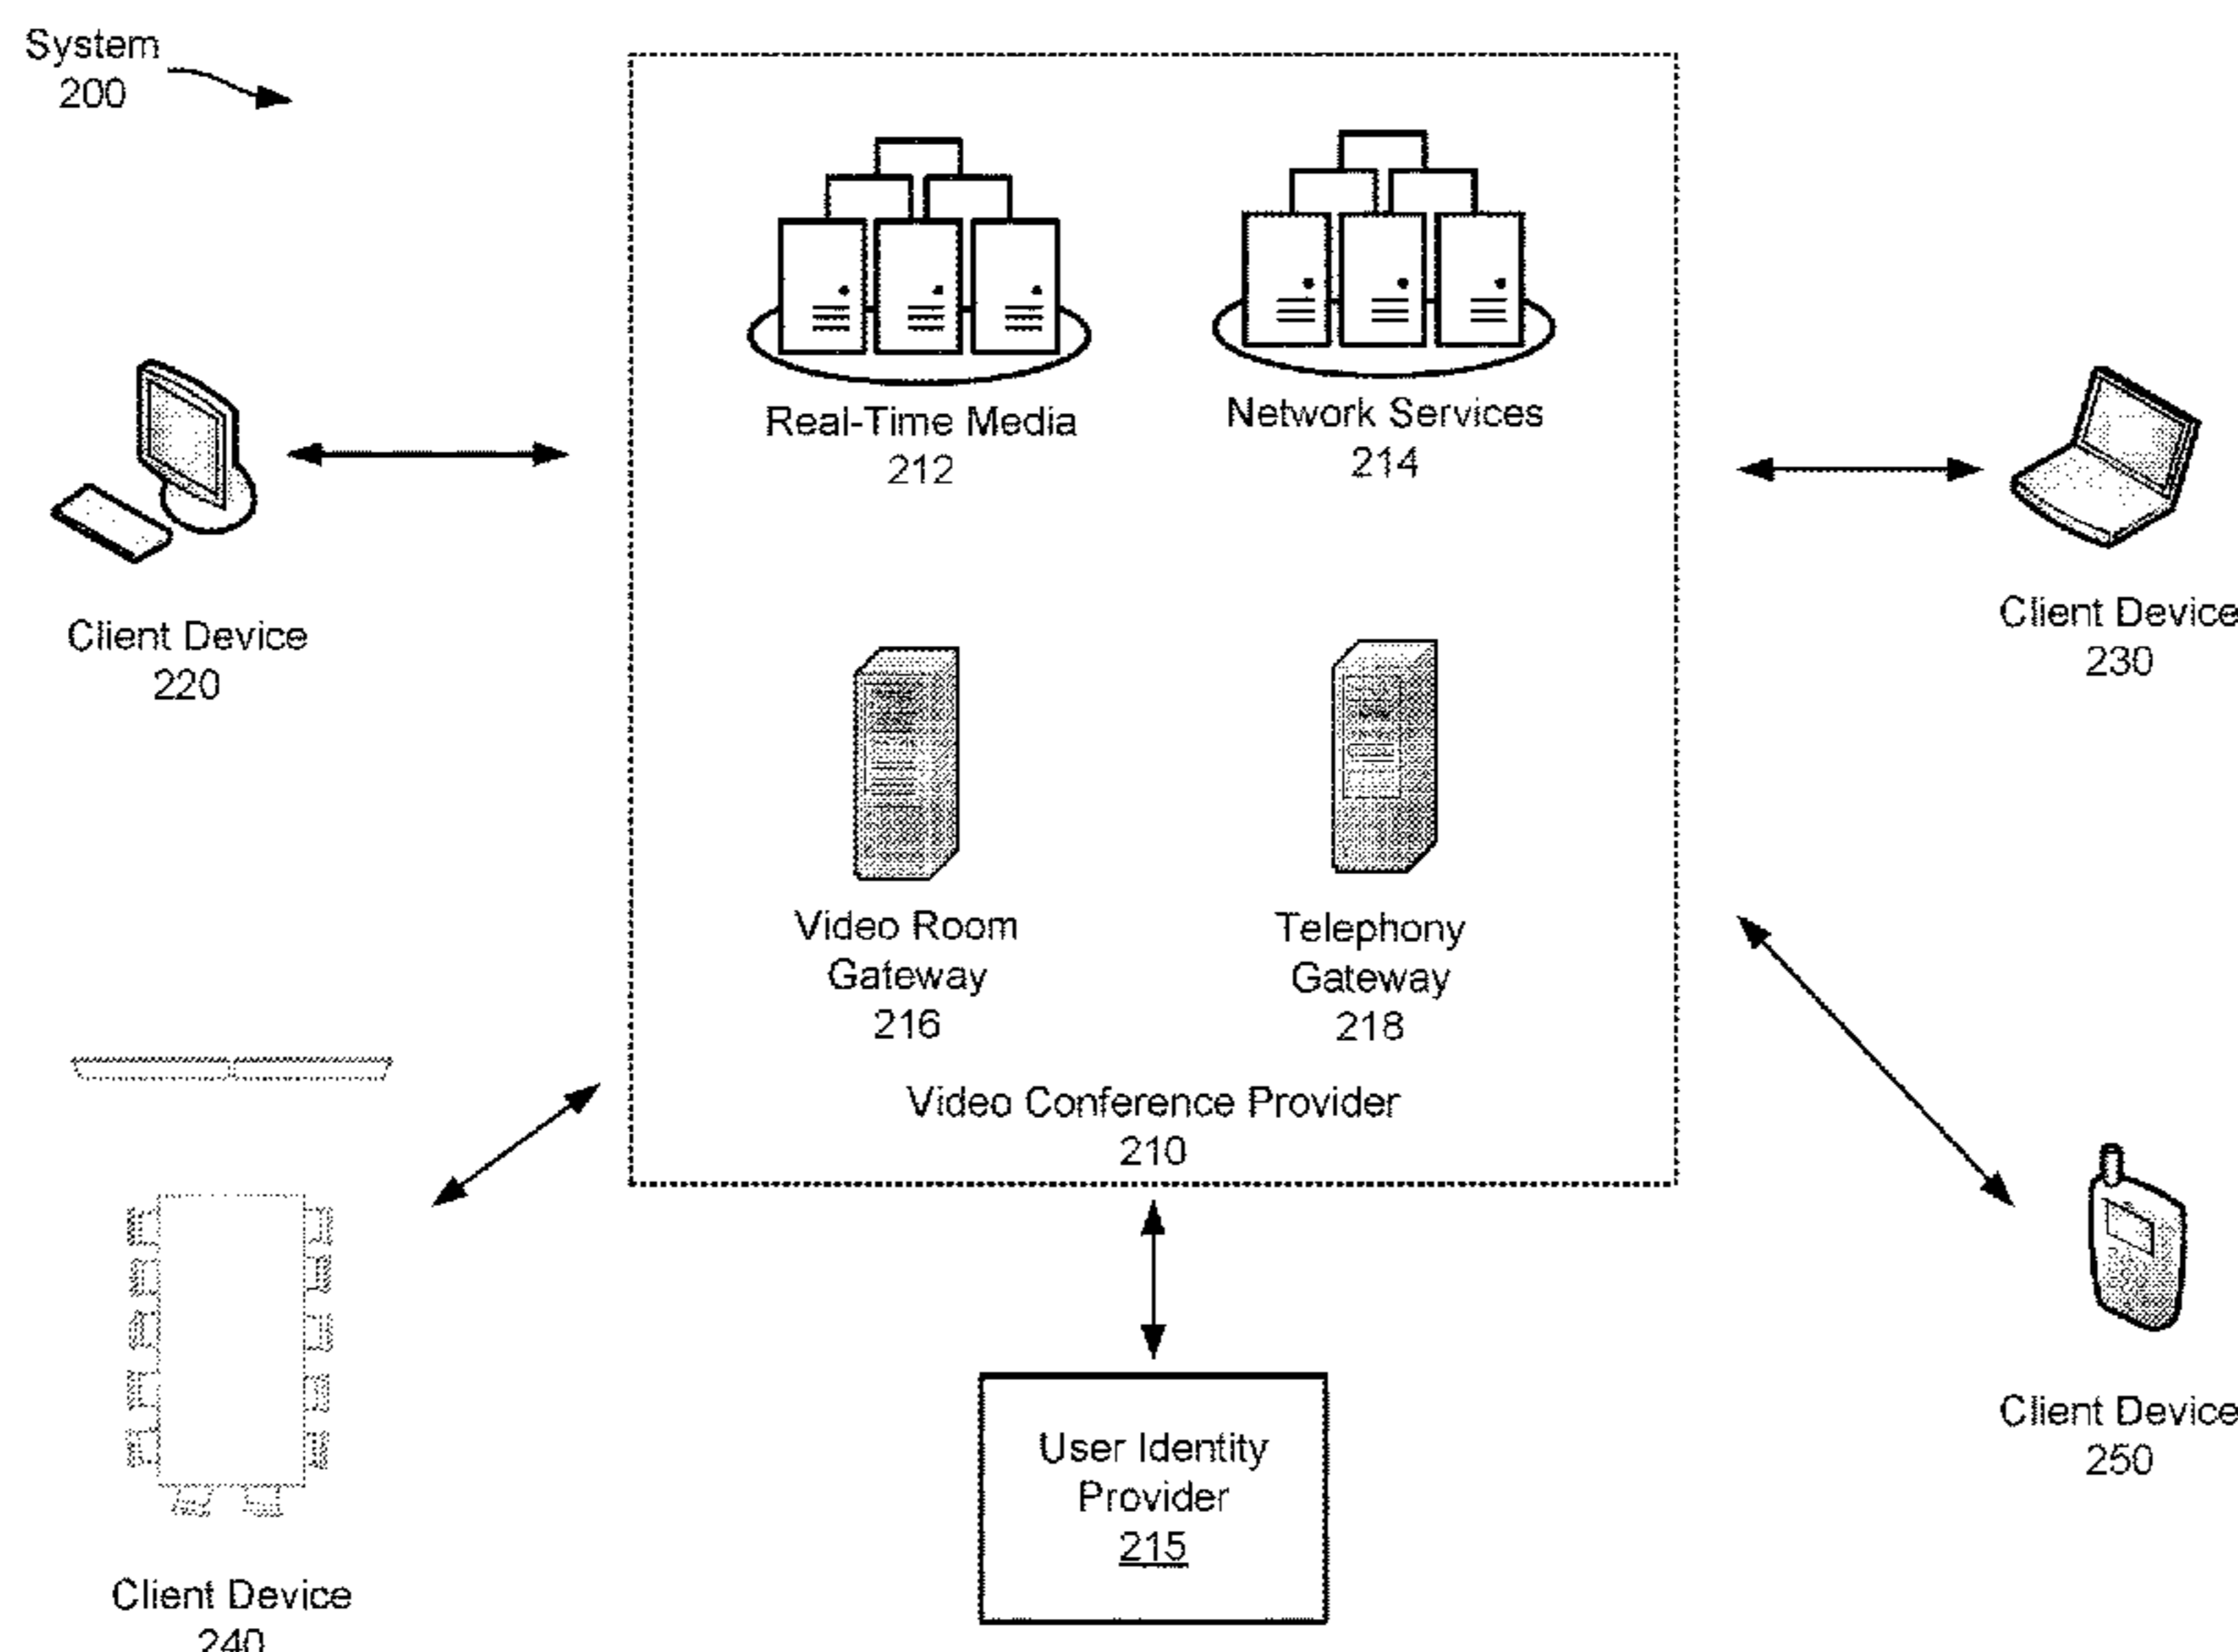 System
200
Real-Time Media
212
Network Services
214
Client Device
220
Client Device
230
Video Room
Gateway
216
Telephony
Gateway
218
Video Conference Provider
210
User Identity
Provider
215
Client Device
240
Client Device
250